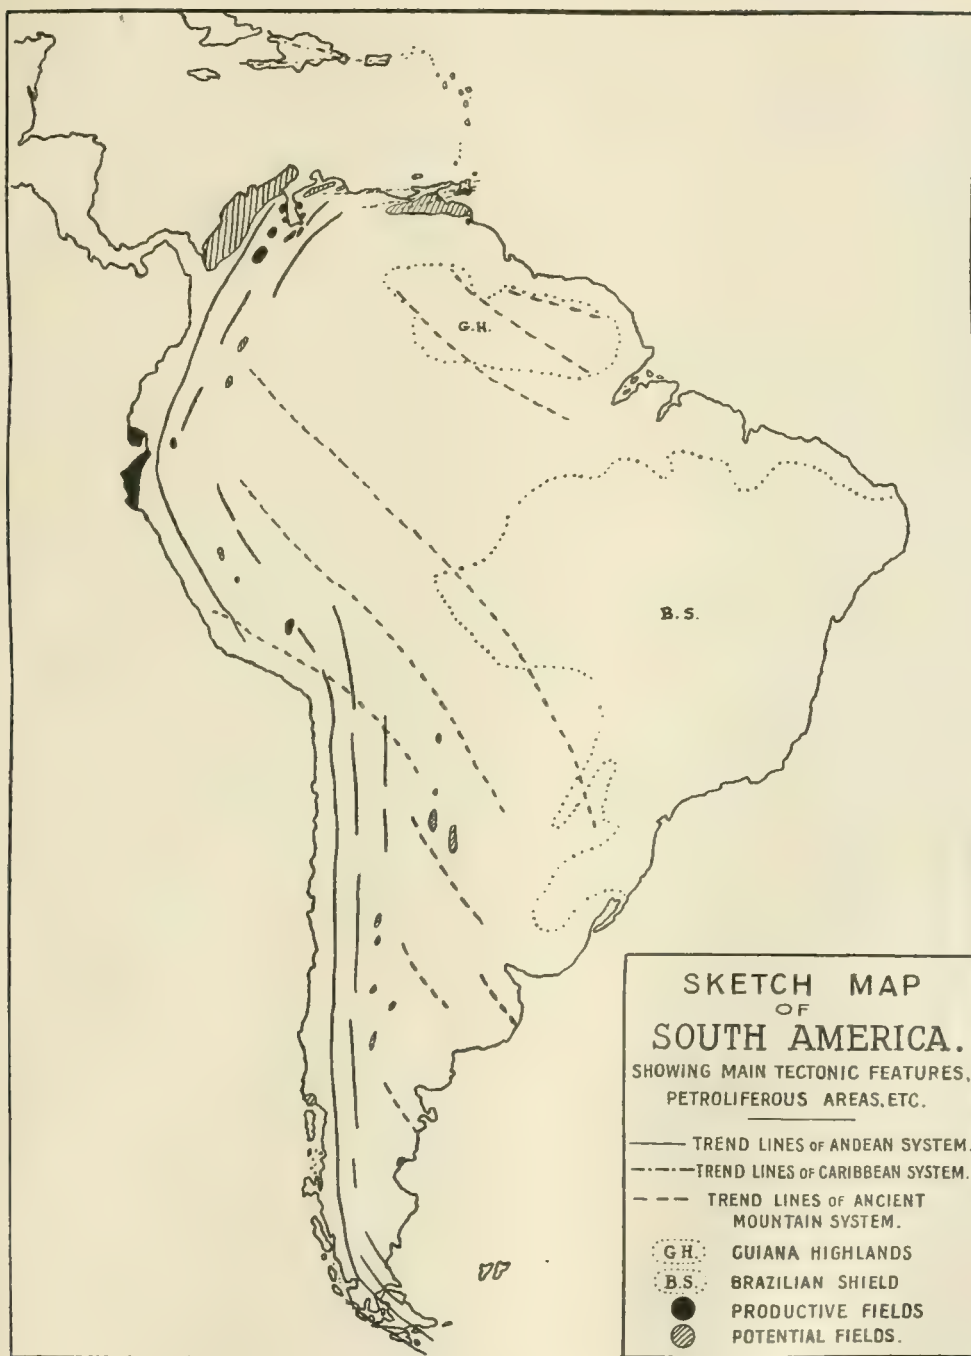 G.H.
B.S.
SKETCH MAP
OF
SOUTH AMERICA.
SHOWING MAIN TECTONIC FEATURES,
PETROLIFEROUS AREAS, ETC.
TREND LINES OF ANDEAN SYSTEM.
TREND LINES OF CARIBBEAN SYSTEM.
TREND LINES OF ANCIENT
MOUNTAIN SYSTEM.
G H. GUIANA HIGHLANDS
B.S. BRAZILIAN SHIELD
PRODUCTIVE FIELDS
POTENTIAL FIELDS.